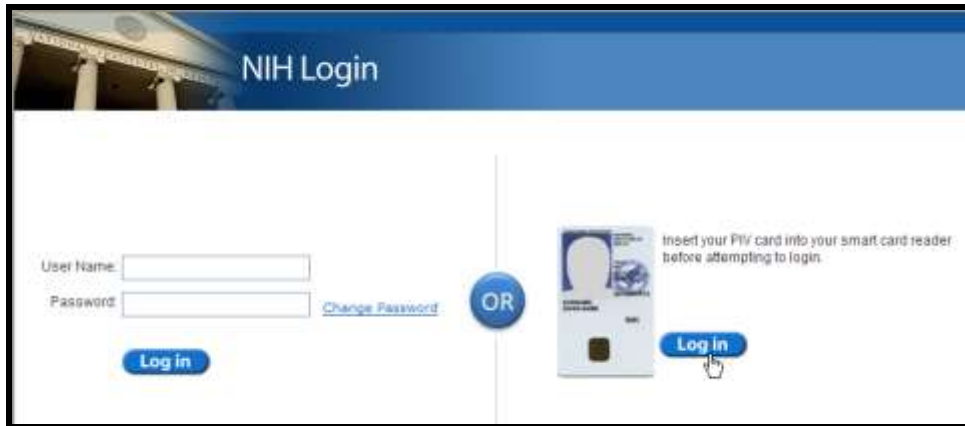 NIH Login
User Name:
Password:
Change Password
Log in
OR
Insert your PIV card into your smart card reader
before attempting to login.
Log in